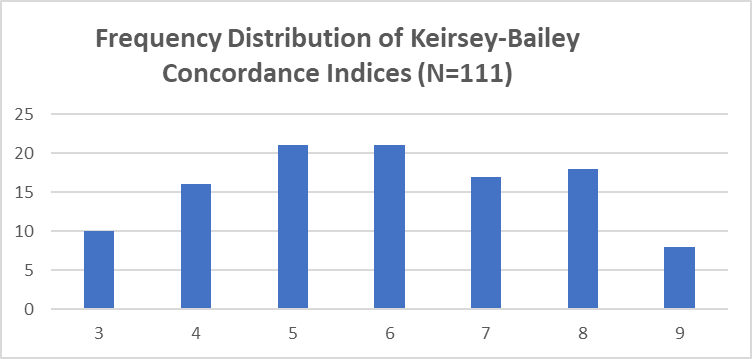 Frequency Distribution of Keirsey-Bailey
Concordance Indices (N=111)
25
20
15
10
5
0
3 4 5 6 7 8 9